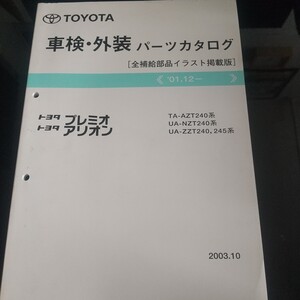 TOYOTA
車検・外装 パーツカタログ
[全補給部品イラスト掲載版]
'01.12～
トヨタ プレミオ
トヨタ アリオン
TA-AZT240系
UA-NZT240系
UA-ZZT240, 245系
2003.10